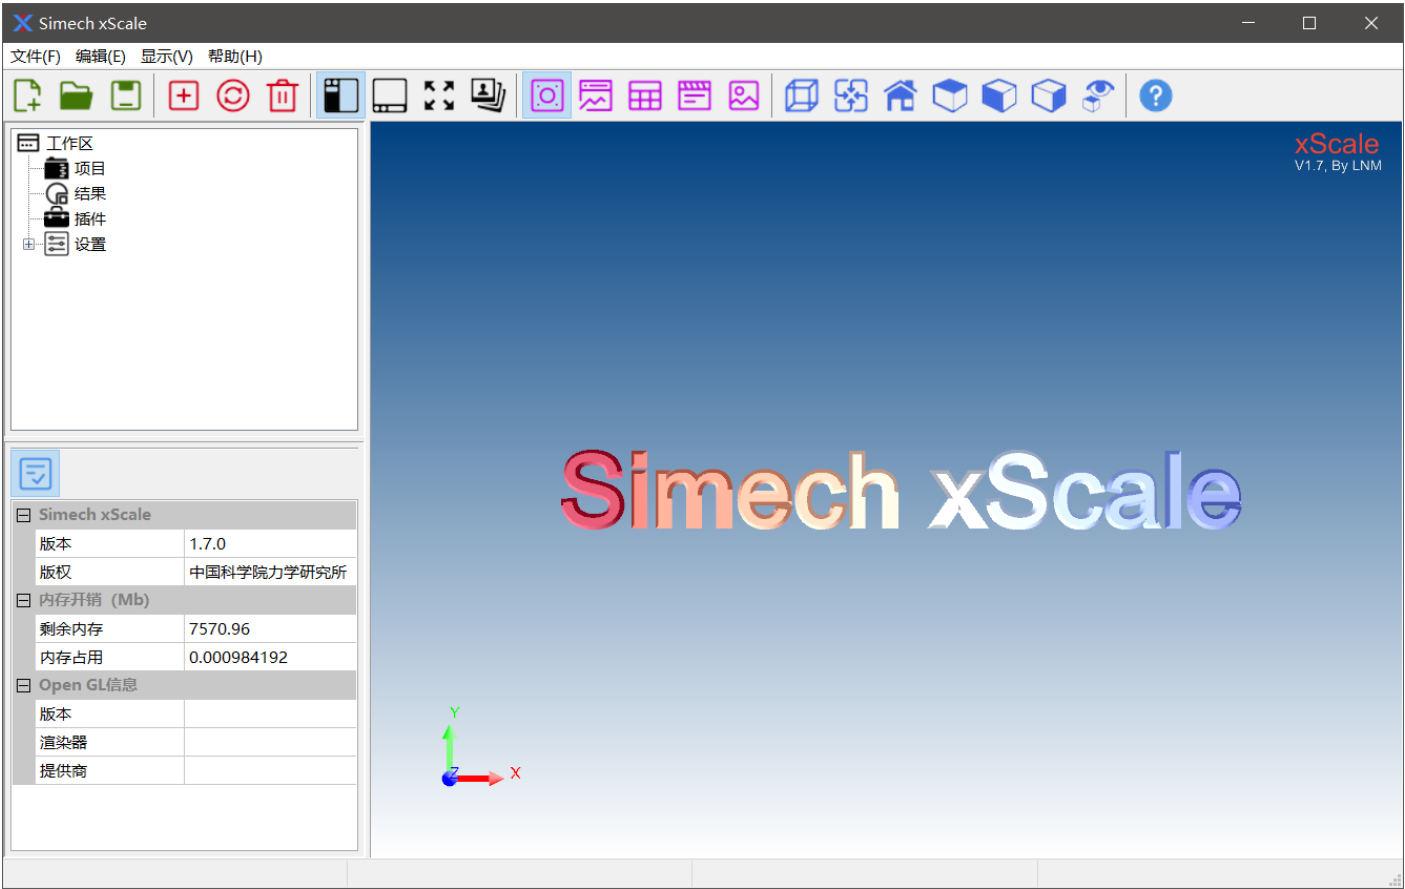 Simech xScale
文件(F) 编辑(E) 显示(V) 帮助(H)
工作区
项目
结果
插件
设置
xScale
V1.7, By LNM
Simech xScale
Simech xScale
版本 1.7.0
版权 中国科学院力学研究所
内存开销（Mb）
剩余内存 7570.96
内存占用 0.000984192
Open GL信息
版本
渲染器
提供商
Y
Z
X